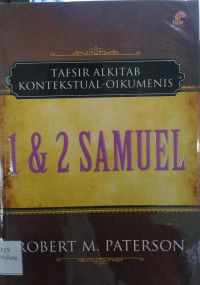 TAFSIR ALKITAB
KONTEKSTUAL-OIKUMENIS
1 & 2 SAMUEL
ROBERT M. PATERSON